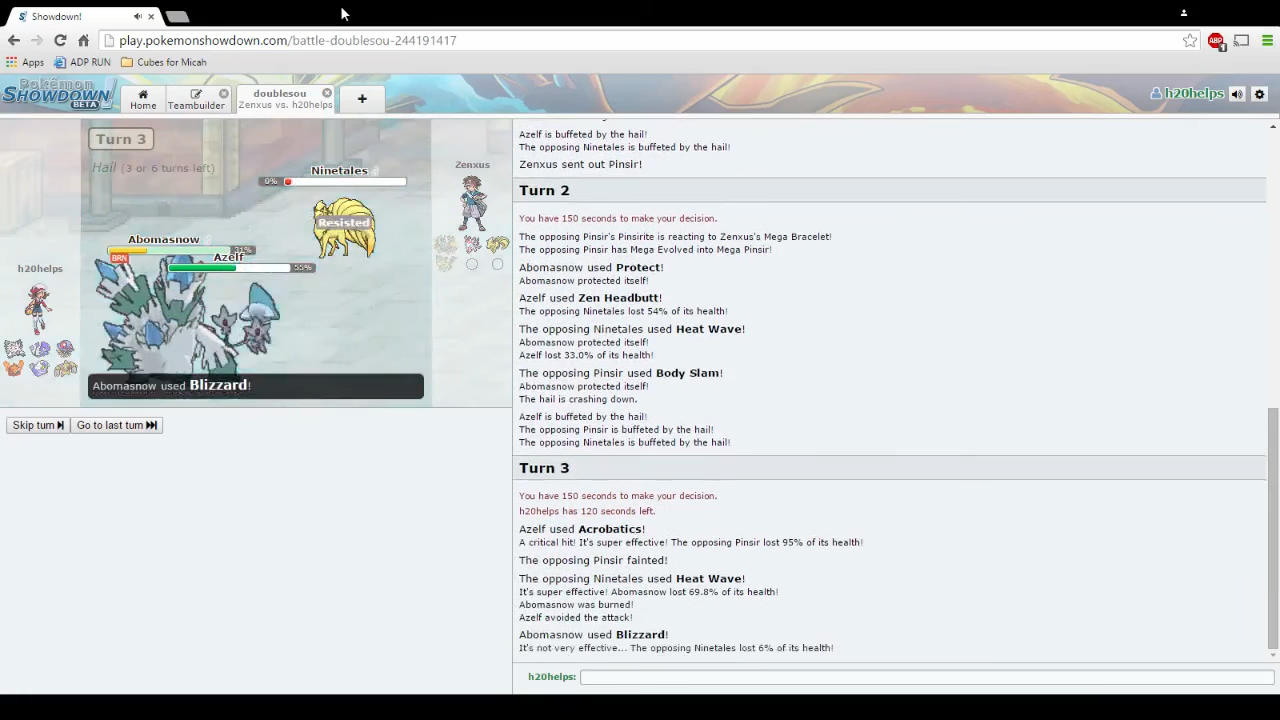 Showdown!
play.pokemonshowdown.com/battle-doublesou-244191417
ABP
Apps
ADP RUN
Cubes for Micah
Pokémon
SHOWDOWN
BETA
Home
Teambuilder
doublesou
Zenxus vs. h20helps
+
h20helps
Turn 3
Hail (3 or 6 turns left)
Ninetales
9%
Resisted
Zenxus
Abomasnow
31%
BRN
Azelf
55%
h20helps
Abomasnow used Blizzard!
Skip turn
Go to last turn
Azelf is buffeted by the hail!
The opposing Ninetales is buffeted by the hail!
Zenxus sent out Pinsir!
Turn 2
You have 150 seconds to make your decision.
The opposing Pinsir's Pinsirite is reacting to Zenxus's Mega Bracelet!
The opposing Pinsir has Mega Evolved into Mega Pinsir!
Abomasnow used Protect!
Abomasnow protected itself!
Azelf used Zen Headbutt!
The opposing Ninetales lost 54% of its health!
The opposing Ninetales used Heat Wave!
Abomasnow protected itself!
Azelf lost 33.0% of its health!
The opposing Pinsir used Body Slam!
Abomasnow protected itself!
The hail is crashing down.
Azelf is buffeted by the hail!
The opposing Pinsir is buffeted by the hail!
The opposing Ninetales is buffeted by the hail!
Turn 3
You have 150 seconds to make your decision.
h20helps has 120 seconds left.
Azelf used Acrobatics!
A critical hit! It's super effective! The opposing Pinsir lost 95% of its health!
The opposing Pinsir fainted!
The opposing Ninetales used Heat Wave!
It's super effective! Abomasnow lost 69.8% of its health!
Abomasnow was burned!
Azelf avoided the attack!
Abomasnow used Blizzard!
It's not very effective... The opposing Ninetales lost 6% of its health!
h20helps: